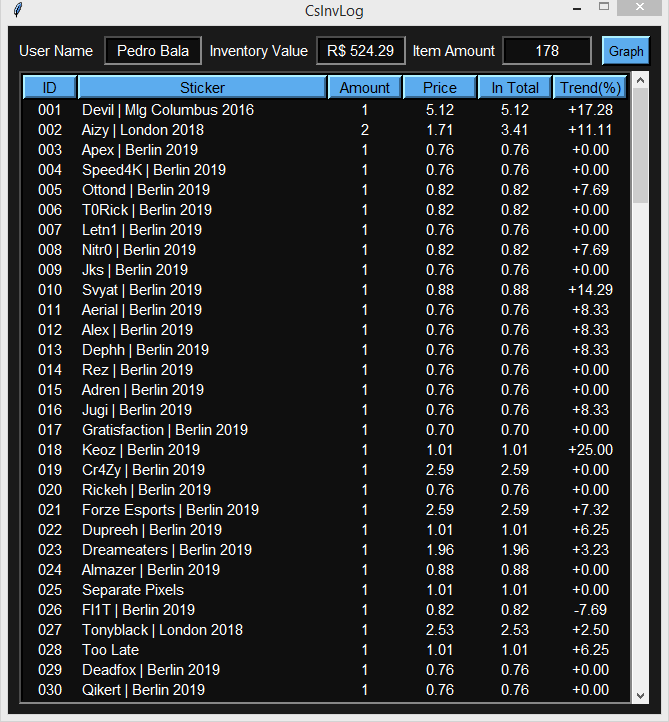 CsInvLog
User Name Pedro Bala Inventory Value R$ 524.29 Item Amount 178 Graph
ID Sticker Amount Price In Total Trend(%)
001 Devil | Mlg Columbus 2016 1 5.12 5.12 +17.28
002 Aizy | London 2018 2 1.71 3.41 +11.11
003 Apex | Berlin 2019 1 0.76 0.76 +0.00
004 Speed4K | Berlin 2019 1 0.76 0.76 +0.00
005 Ottond | Berlin 2019 1 0.82 0.82 +7.69
006 T0Rick | Berlin 2019 1 0.82 0.82 +0.00
007 Letn1 | Berlin 2019 1 0.76 0.76 +0.00
008 Nitr0 | Berlin 2019 1 0.82 0.82 +7.69
009 Jks | Berlin 2019 1 0.76 0.76 +0.00
010 Svyat | Berlin 2019 1 0.88 0.88 +14.29
011 Aerial | Berlin 2019 1 0.76 0.76 +8.33
012 Alex | Berlin 2019 1 0.76 0.76 +8.33
013 Dephh | Berlin 2019 1 0.76 0.76 +8.33
014 Rez | Berlin 2019 1 0.76 0.76 +0.00
015 Adren | Berlin 2019 1 0.76 0.76 +0.00
016 Jugi | Berlin 2019 1 0.76 0.76 +8.33
017 Gratisfaction | Berlin 2019 1 0.70 0.70 +0.00
018 Keoz | Berlin 2019 1 1.01 1.01 +25.00
019 Cr4Zy | Berlin 2019 1 2.59 2.59 +0.00
020 Rickeh | Berlin 2019 1 0.76 0.76 +0.00
021 Forze Esports | Berlin 2019 1 2.59 2.59 +7.32
022 Dupreeh | Berlin 2019 1 1.01 1.01 +6.25
023 Dreameaters | Berlin 2019 1 1.96 1.96 +3.23
024 Almazer | Berlin 2019 1 0.88 0.88 +0.00
025 Separate Pixels 1 1.01 1.01 +0.00
026 Fl1T | Berlin 2019 1 0.82 0.82 -7.69
027 Tonyblack | London 2018 1 2.53 2.53 +2.50
028 Too Late 1 1.01 1.01 +6.25
029 Deadfox | Berlin 2019 1 0.76 0.76 +0.00
030 Qikert | Berlin 2019 1 0.76 0.76 +0.00